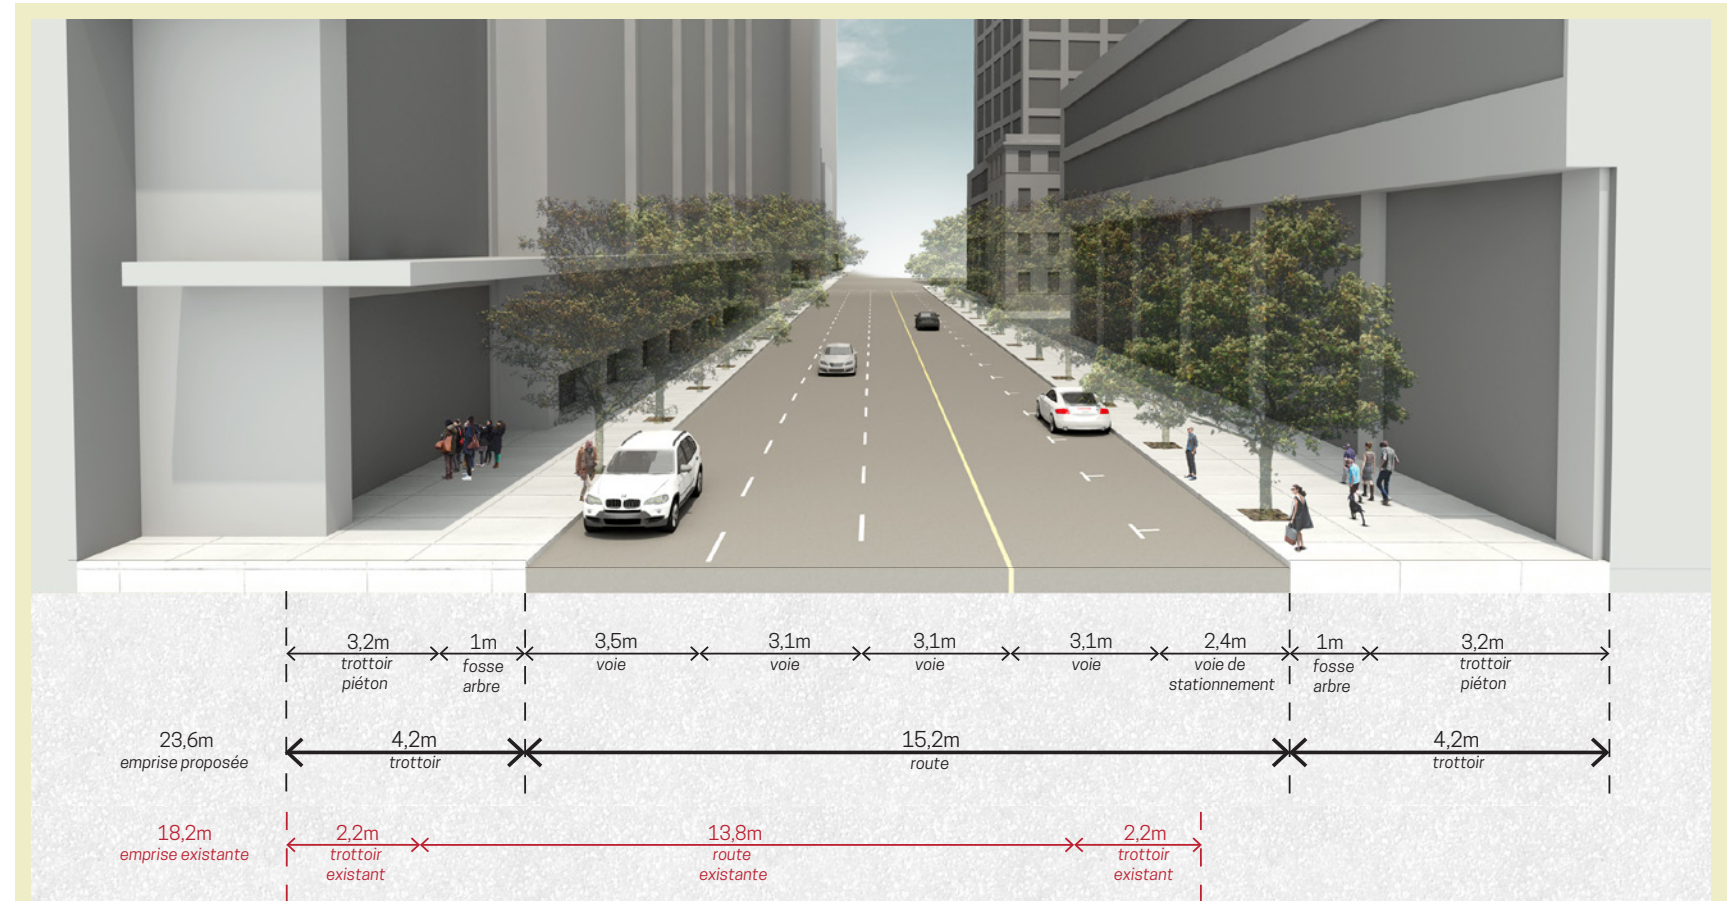 3,2m
trottoir
piéton
1m
fosse
arbre
3,5m
voie
3,1m
voie
3,1m
voie
3,1m
voie
2,4m
voie de
stationnement
1m
fosse
arbre
3,2m
trottoir
piéton
23,6m
emprise proposée
4,2m
trottoir
15,2m
route
4,2m
trottoir
18,2m
emprise existante
2,2m
trottoir
existant
13,8m
route
existante
2,2m
trottoir
existant